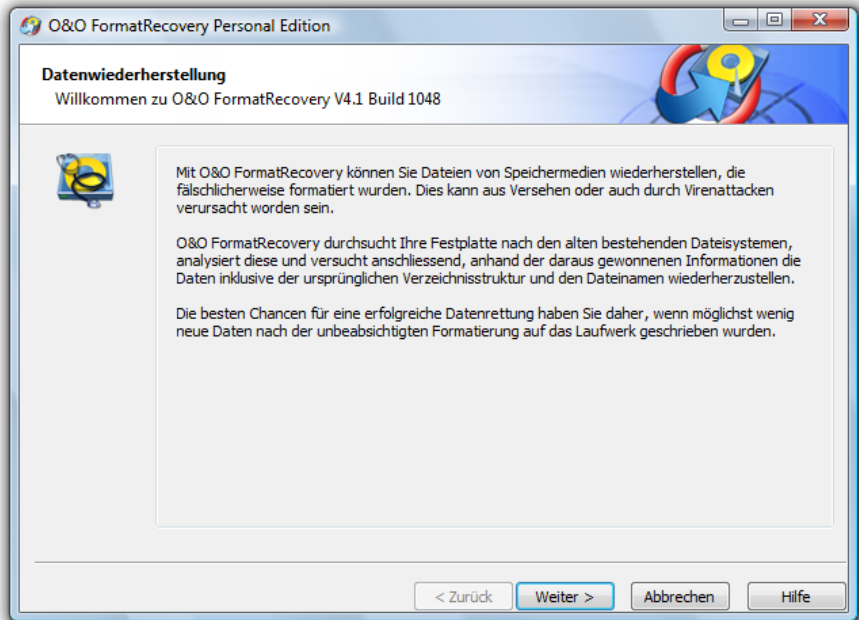 O&O FormatRecovery Personal Edition
Datenwiederherstellung
Willkommen zu O&O FormatRecovery V4.1 Build 1048
Mit O&O FormatRecovery können Sie Dateien von Speichermedien wiederherstellen, die
fälschlicherweise formatiert wurden. Dies kann aus Versehen oder auch durch Virenattacken
verursacht worden sein.
O&O FormatRecovery durchsucht Ihre Festplatte nach den alten bestehenden Dateisystemen,
analysiert diese und versucht anschliessend, anhand der daraus gewonnenen Informationen die
Daten inklusive der ursprünglichen Verzeichnisstruktur und den Dateinamen wiederherzustellen.
Die besten Chancen für eine erfolgreiche Datenrettung haben Sie daher, wenn möglichst wenig
neue Daten nach der unbeabsichtigten Formatierung auf das Laufwerk geschrieben wurden.
< Zurück
Weiter >
Abbrechen
Hilfe